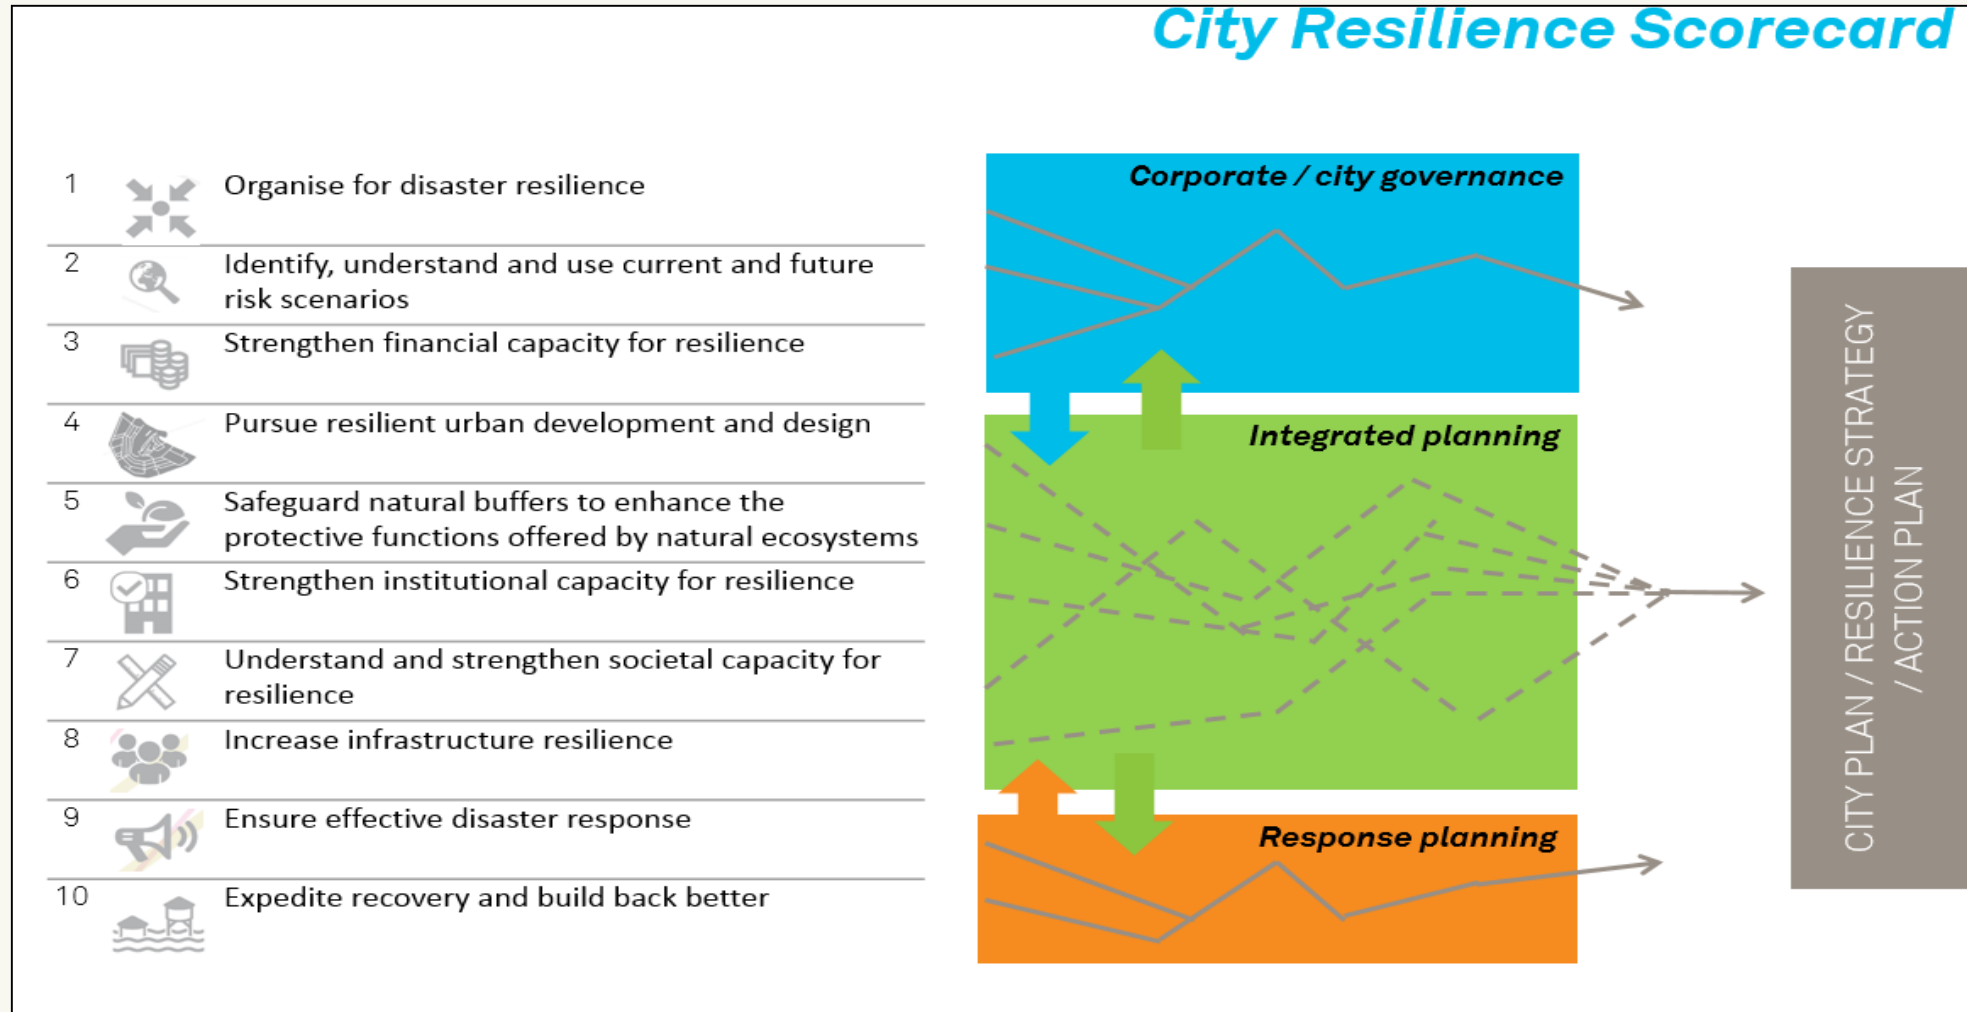 City Resilience Scorecard
1 Organise for disaster resilience
2 Identify, understand and use current and future
risk scenarios
3 Strengthen financial capacity for resilience
4 Pursue resilient urban development and design
5 Safeguard natural buffers to enhance the
protective functions offered by natural ecosystems
6 Strengthen institutional capacity for resilience
7 Understand and strengthen societal capacity for
resilience
8 Increase infrastructure resilience
9 Ensure effective disaster response
10 Expedite recovery and build back better
Corporate / city governance
Integrated planning
Response planning
CITY PLAN / RESILIENCE STRATEGY
/ ACTION PLAN